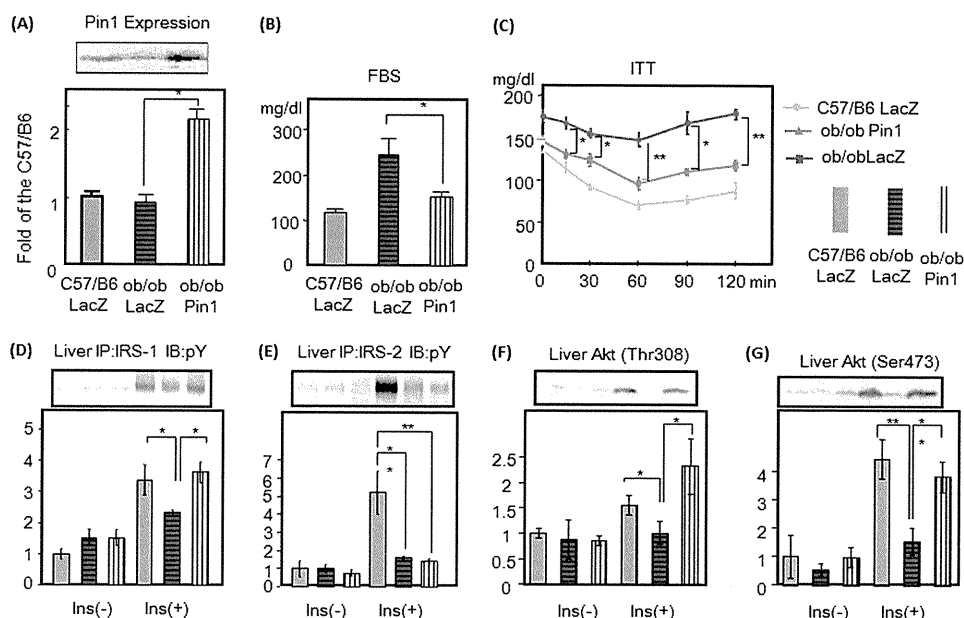 (A)
Pin1 Expression
Fold of the C57/B6
2
1
0
*
C57/B6 LacZ
ob/ob LacZ
ob/ob Pin1
(B)
FBS
mg/dl
300
200
100
0
*
C57/B6 LacZ
ob/ob LacZ
ob/ob Pin1
(C)
ITT
mg/dl
200
150
100
50
0
* * ** * **
0 30 60 90 120 min
C57/B6 LacZ
ob/ob Pin1
ob/obLacZ
C57/B6 LacZ
ob/ob LacZ
ob/ob Pin1
(D)
Liver IP:IRS-1 IB:pY
5
4
3
2
1
0
* *
Ins(-) Ins(+)
(E)
Liver IP:IRS-2 IB:pY
7
6
5
4
2
1
0
**
*
*
Ins(-) Ins(+)
(F)
Liver Akt (Thr308)
2.5
2
1.5
1
0.5
0
* *
Ins(-) Ins(+)
(G)
Liver Akt (Ser473)
4
3
2
1
0
** *
*
Ins(-) Ins(+)